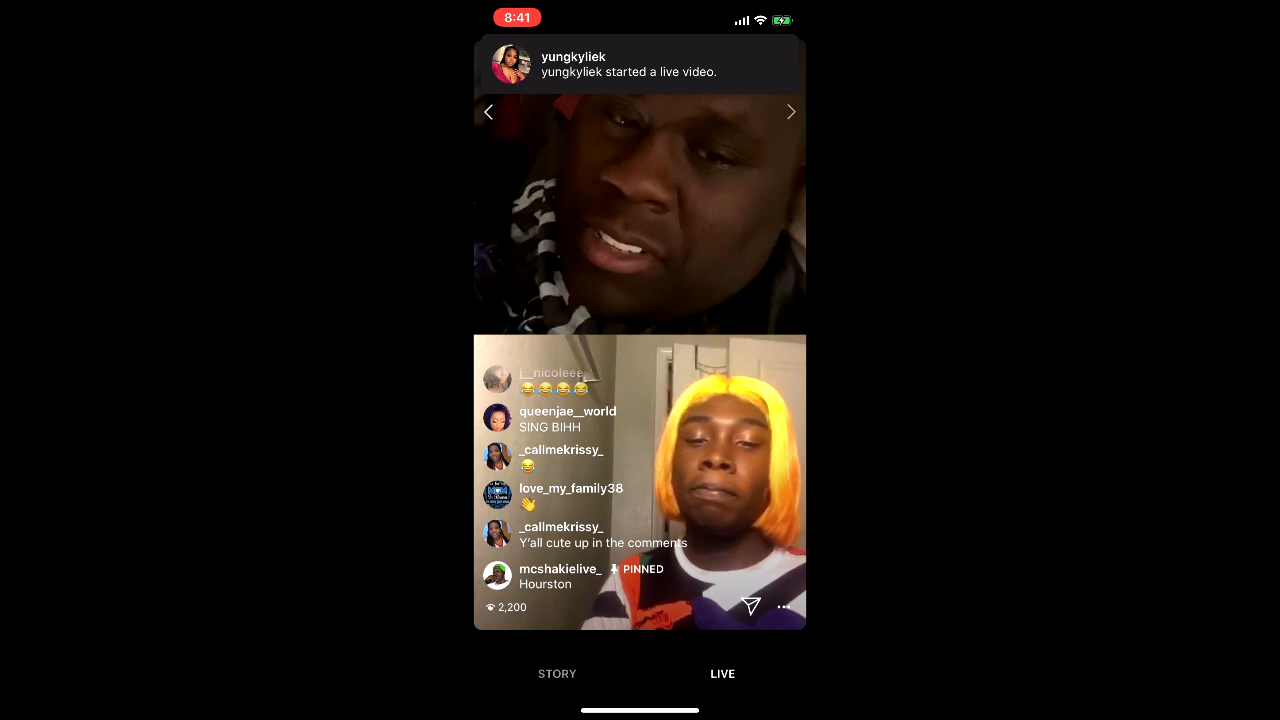 8:41
yungkyliek
yungkyliek started a live video.
j__nicoleee__
😂😂😂😂
queenjae__world
SING BIHH
_callmekrissy_
😂
love_my_family38
👋
_callmekrissy_
Y'all cute up in the comments
mcshakielive_ PINNED
Hourston
2,200
STORY LIVE